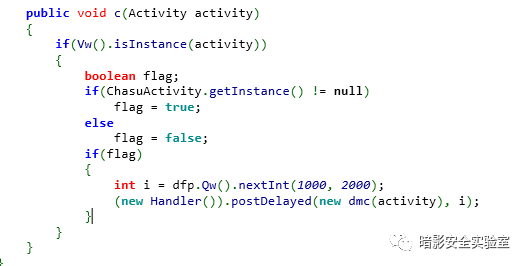 public void c(Activity activity)
{
if(Vw().isInstance(activity))
{
boolean flag;
if(ChasuActivity.getInstance() != null)
flag = true;
else
flag = false;
if(flag)
{
int i = dfp.Qw().nextInt(1000, 2000);
(new Handler()).postDelayed(new dmc(activity), i);
}
}
}
}
暗影安全实验室